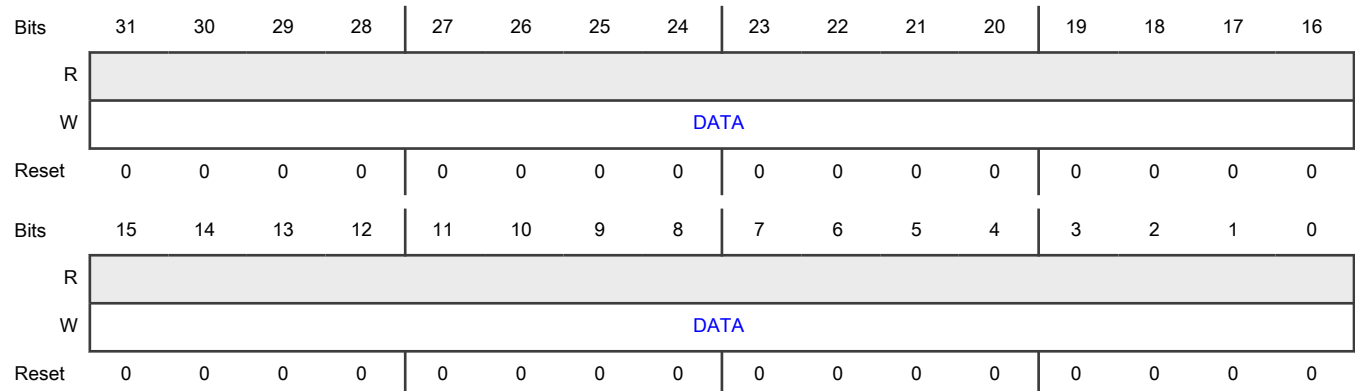 Bits 31 30 29 28 27 26 25 24 23 22 21 20 19 18 17 16
R
W DATA
Reset 0 0 0 0 0 0 0 0 0 0 0 0 0 0 0 0
Bits 15 14 13 12 11 10 9 8 7 6 5 4 3 2 1 0
R
W DATA
Reset 0 0 0 0 0 0 0 0 0 0 0 0 0 0 0 0